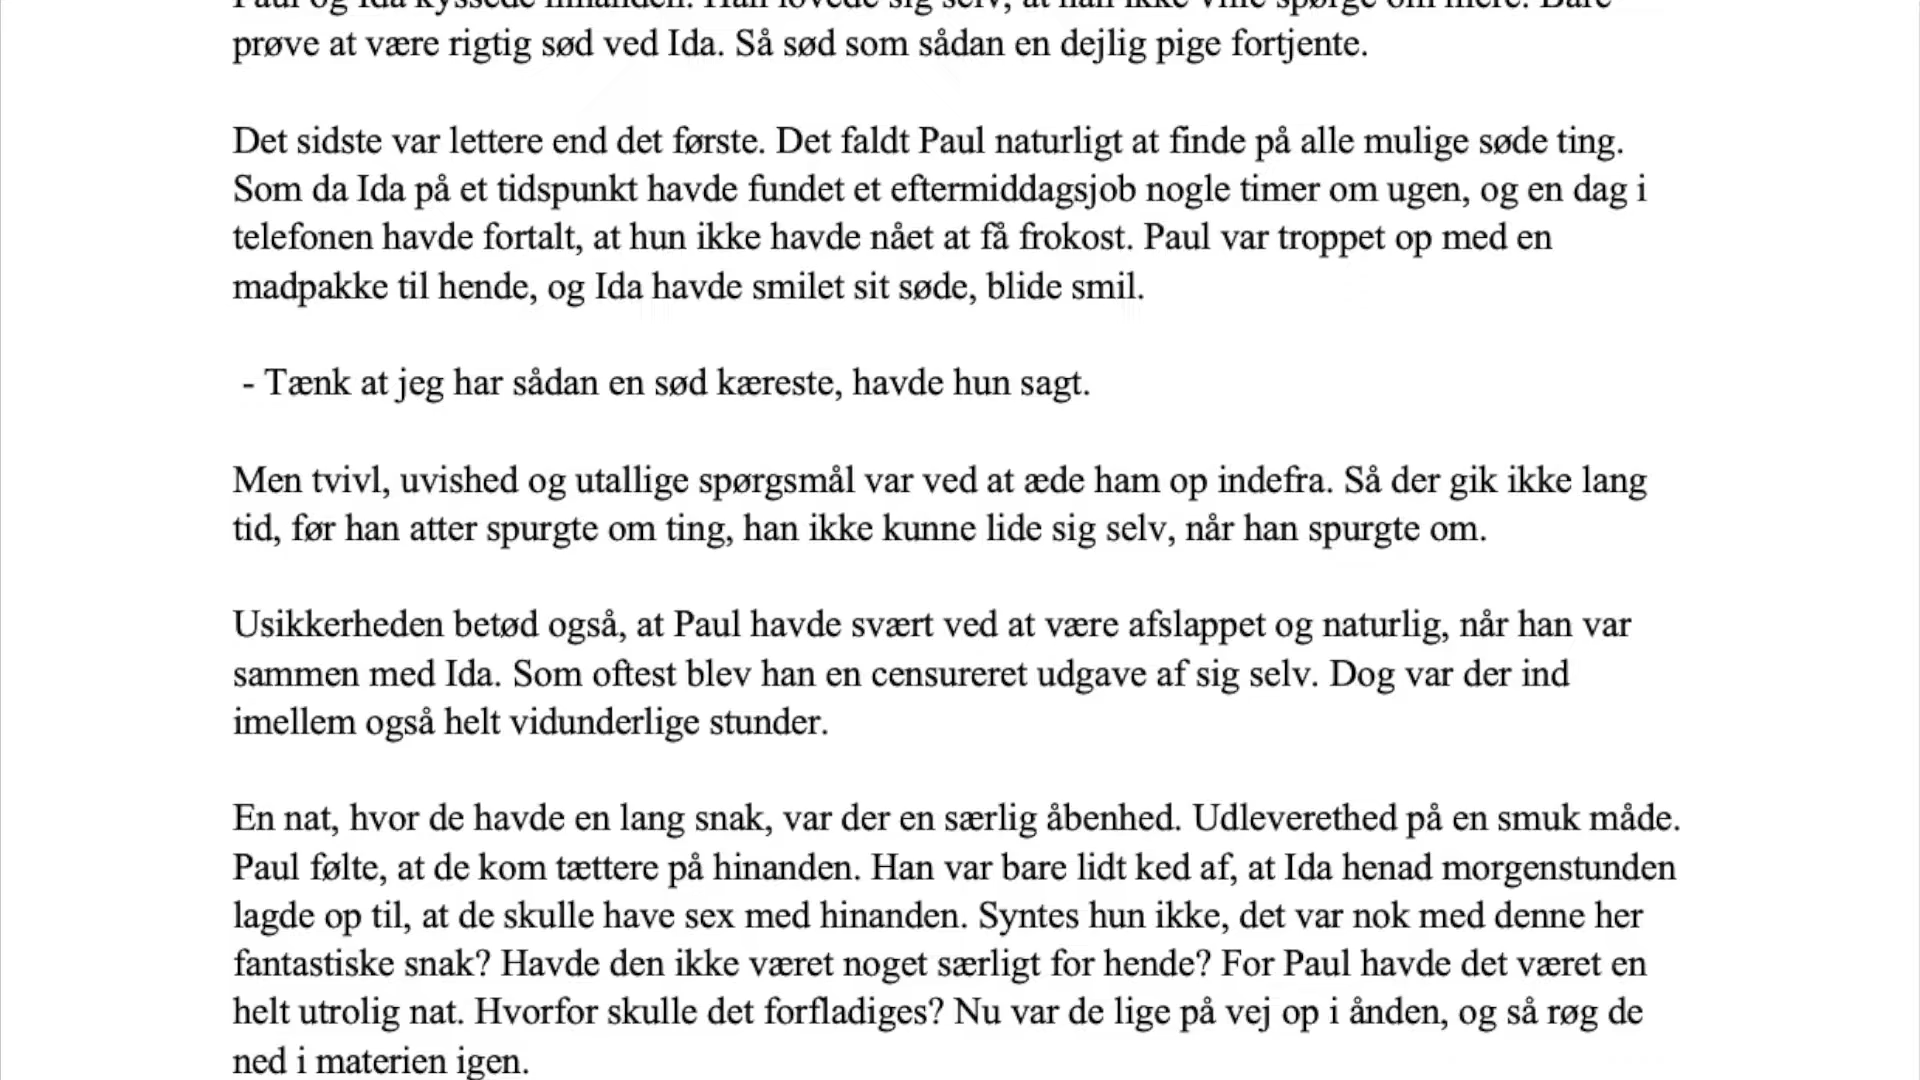 Paul og Ida kyssede hinanden. Han lovede sig selv, at han ikke ville spørge om mere. Bare
prøve at være rigtig sød ved Ida. Så sød som sådan en dejlig pige fortjente.
Det sidste var lettere end det første. Det faldt Paul naturligt at finde på alle mulige søde ting.
Som da Ida på et tidspunkt havde fundet et eftermiddagsjob nogle timer om ugen, og en dag i
telefonen havde fortalt, at hun ikke havde nået at få frokost. Paul var troppet op med en
madpakke til hende, og Ida havde smilet sit søde, blide smil.
- Tænk at jeg har sådan en sød kæreste, havde hun sagt.
Men tvivl, uvished og utallige spørgsmål var ved at æde ham op indefra. Så der gik ikke lang
tid, før han atter spurgte om ting, han ikke kunne lide sig selv, når han spurgte om.
Usikkerheden betød også, at Paul havde svært ved at være afslappet og naturlig, når han var
sammen med Ida. Som oftest blev han en censureret udgave af sig selv. Dog var der ind
imellem også helt vidunderlige stunder.
En nat, hvor de havde en lang snak, var der en særlig åbenhed. Udleverethed på en smuk måde.
Paul følte, at de kom tættere på hinanden. Han var bare lidt ked af, at Ida henad morgenstunden
lagde op til, at de skulle have sex med hinanden. Syntes hun ikke, det var nok med denne her
fantastiske snak? Havde den ikke været noget særligt for hende? For Paul havde det været en
helt utrolig nat. Hvorfor skulle det forfladiges? Nu var de lige på vej op i ånden, og så røg de
ned i materien igen.